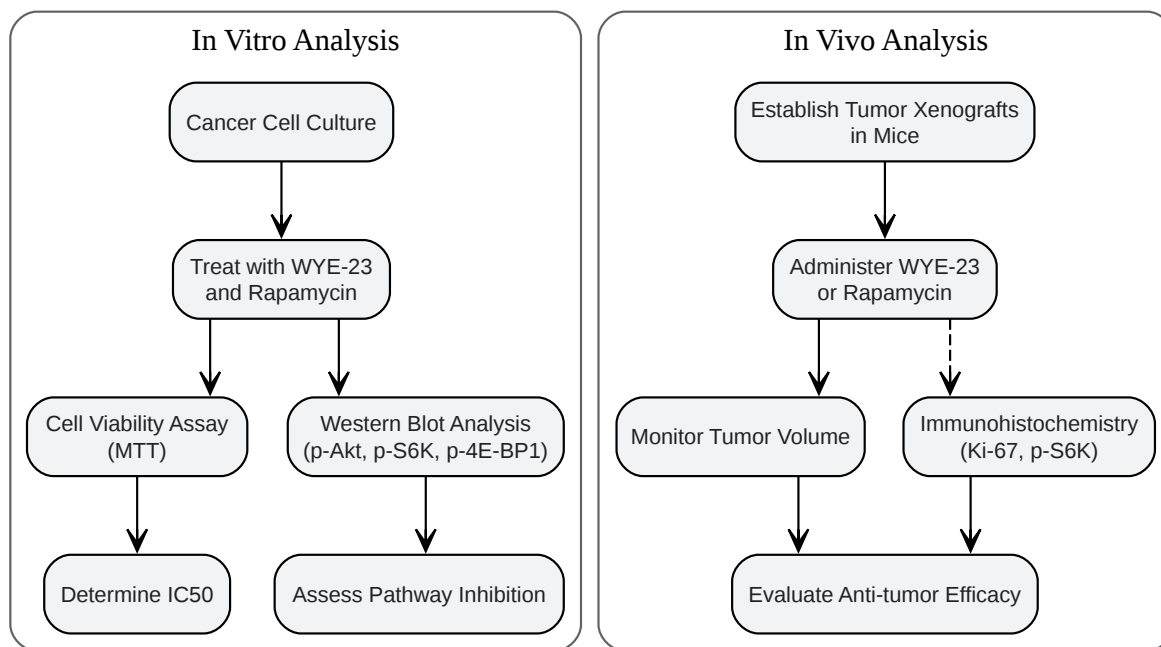 In Vitro Analysis
Cancer Cell Culture
Treat with WYE-23
and Rapamycin
Cell Viability Assay
(MTT)
Western Blot Analysis
(p-Akt, p-S6K, p-4E-BP1)
Determine IC50
Assess Pathway Inhibition
In Vivo Analysis
Establish Tumor Xenografts
in Mice
Administer WYE-23
or Rapamycin
Monitor Tumor Volume
Immunohistochemistry
(Ki-67, p-S6K)
Evaluate Anti-tumor Efficacy